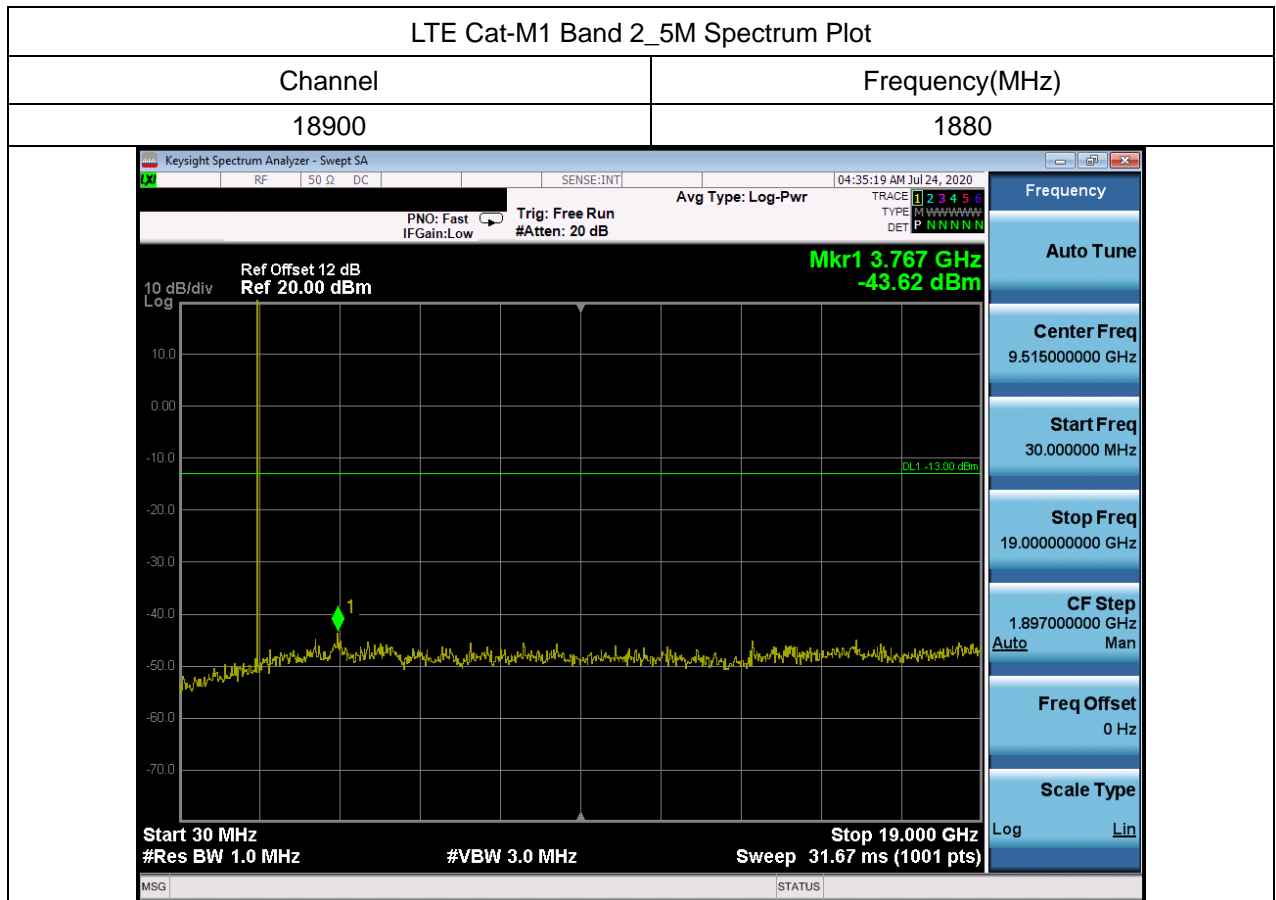 LTE Cat-M1 Band 2_5M Spectrum Plot
Channel Frequency(MHz)
18900 1880
Keysight Spectrum Analyzer - Swept SA
LXI RF 50 Ω DC SENSE:INT 04:35:19 AM Jul 24, 2020
Avg Type: Log-Pwr TRACE 1 2 3 4 5 6
PNO: Fast Trig: Free Run TYPE M WWWWW
IFGain:Low #Atten: 20 dB DET P N N N N N
Mkr1 3.767 GHz
-43.62 dBm
Ref Offset 12 dB
10 dB/div Ref 20.00 dBm
Log
10.0
0.00
-10.0
DL1 -13.00 dBm
-20.0
-30.0
-40.0
1
-50.0
-60.0
-70.0
Start 30 MHz Stop 19.000 GHz
#Res BW 1.0 MHz #VBW 3.0 MHz Sweep 31.67 ms (1001 pts)
MSG STATUS
Frequency
Auto Tune
Center Freq
9.515000000 GHz
Start Freq
30.000000 MHz
Stop Freq
19.000000000 GHz
CF Step
1.897000000 GHz
Auto Man
Freq Offset
0 Hz
Scale Type
Log Lin